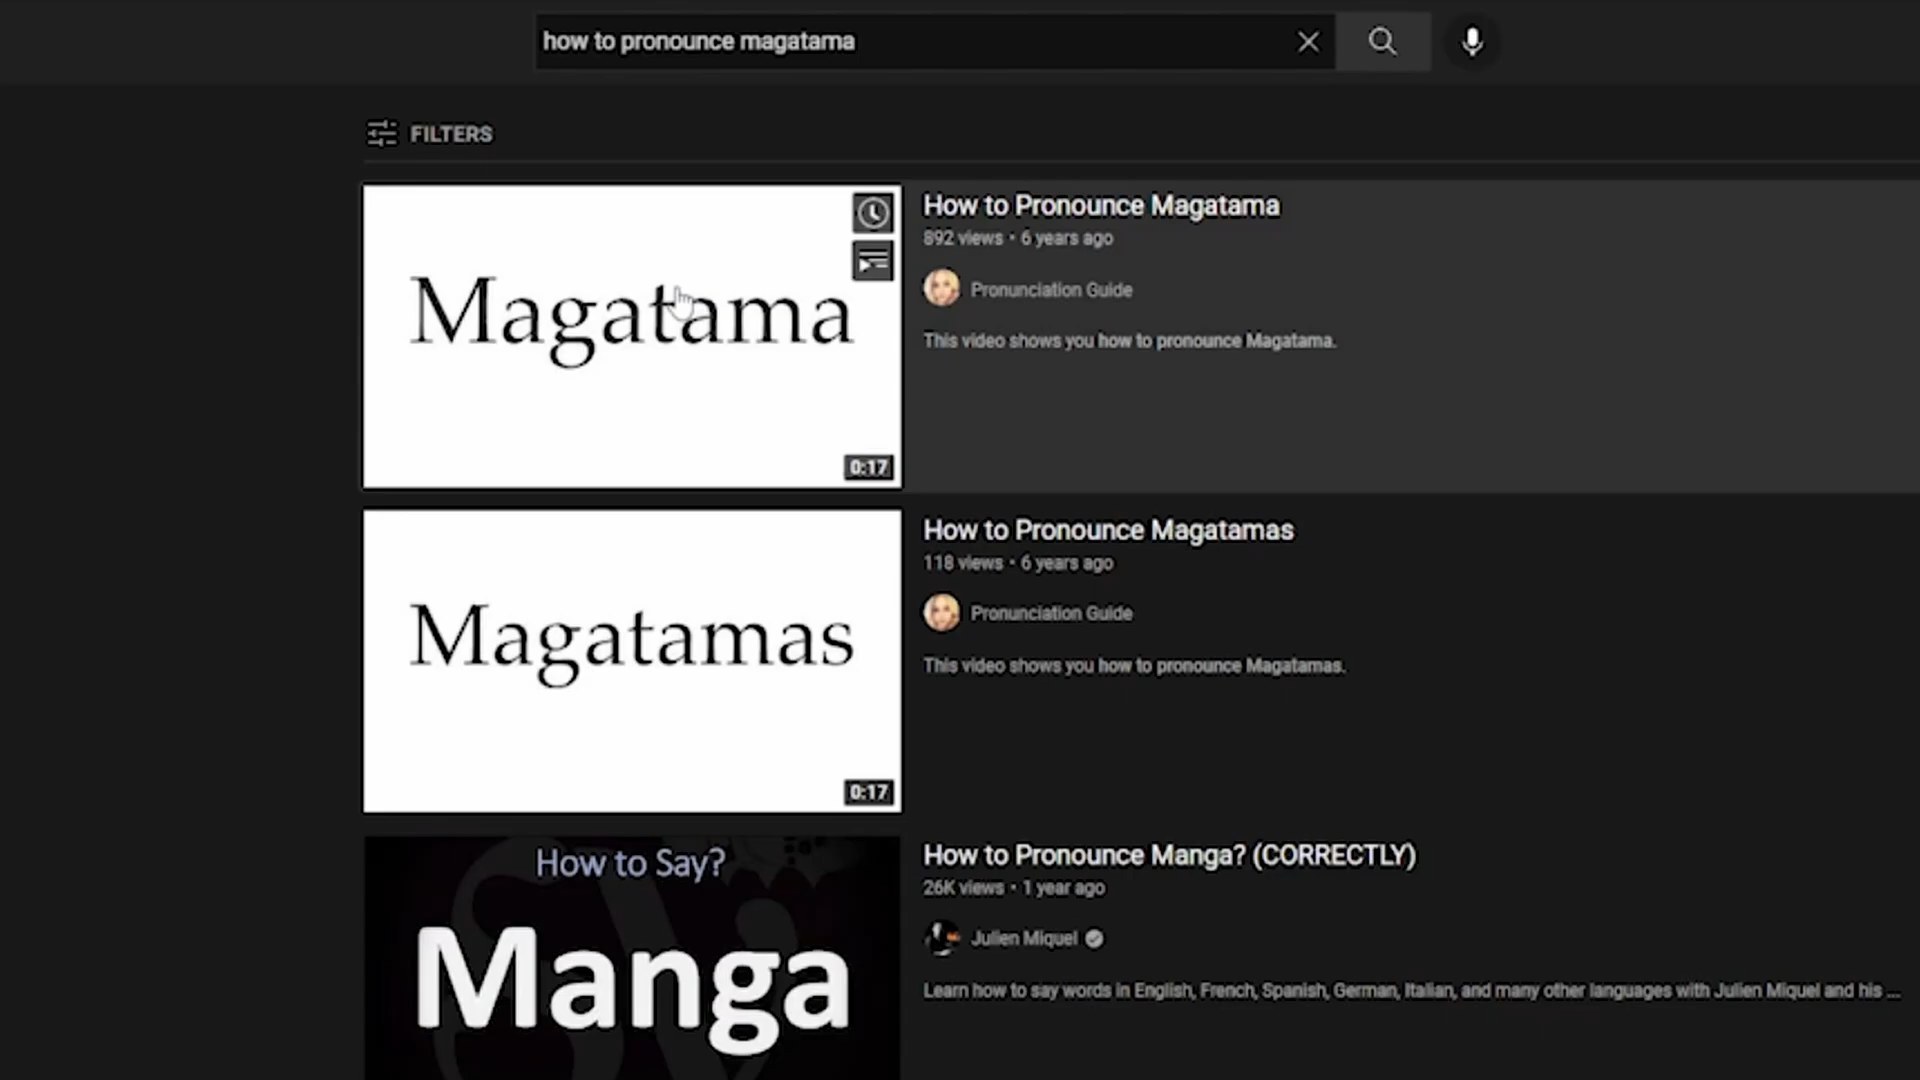 how to pronounce magatama
FILTERS
Magatama
0:17
How to Pronounce Magatama
892 views • 6 years ago
Pronunciation Guide
This video shows you how to pronounce Magatama.
Magatamas
0:17
How to Pronounce Magatamas
118 views • 6 years ago
Pronunciation Guide
This video shows you how to pronounce Magatamas.
How to Say?
Manga
How to Pronounce Manga? (CORRECTLY)
26K views • 1 year ago
Julien Miquel
Learn how to say words in English, French, Spanish, German, Italian, and many other languages with Julien Miquel and his ...